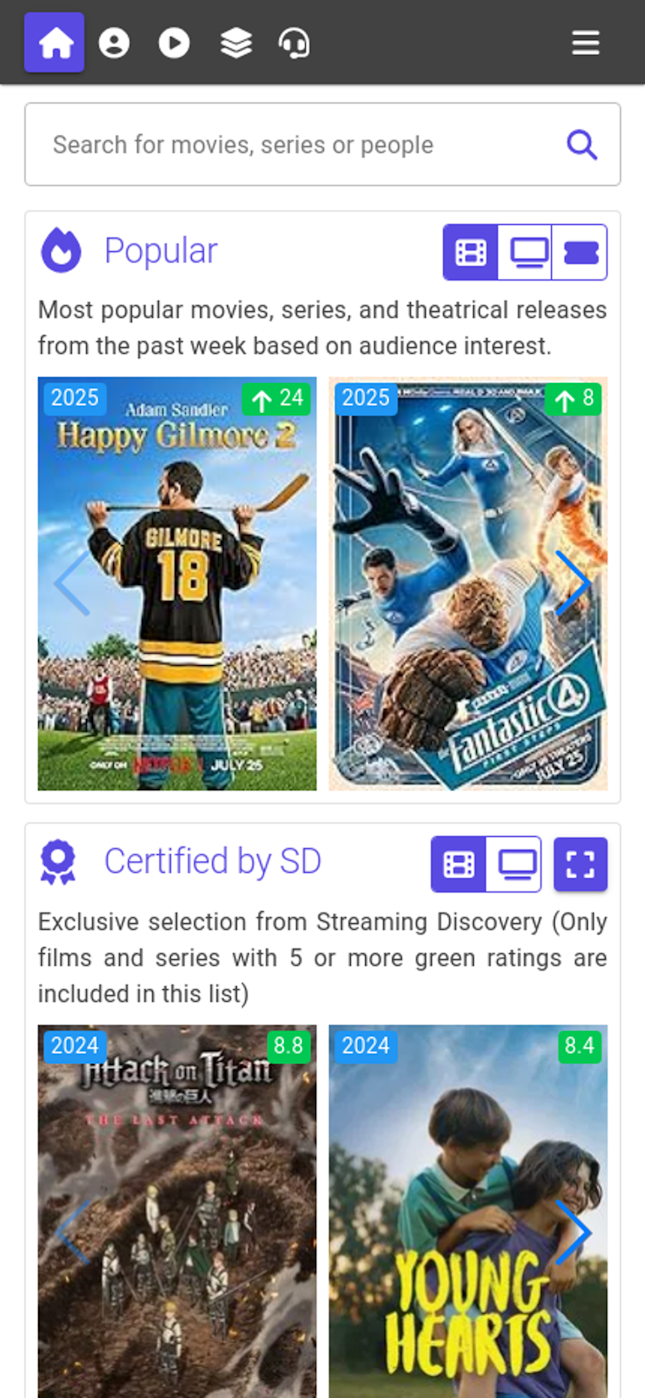 Search for movies, series or people
Popular
Most popular movies, series, and theatrical releases
from the past week based on audience interest.
2025
↑ 24
2025
↑ 8
Adam Sandler
Happy Gilmore 2
GILMORE
18
ONLY ON NETFLIX JULY 25
4
FANTASTIC 4
FIRST STEPS
ONLY IN THEATERS
JULY 25
Certified by SD
Exclusive selection from Streaming Discovery (Only
films and series with 5 or more green ratings are
included in this list)
2024
8.8
2024
8.4
Attack on Titan
進撃の巨人
THE LAST ATTACK
YOUNG
HEARTS